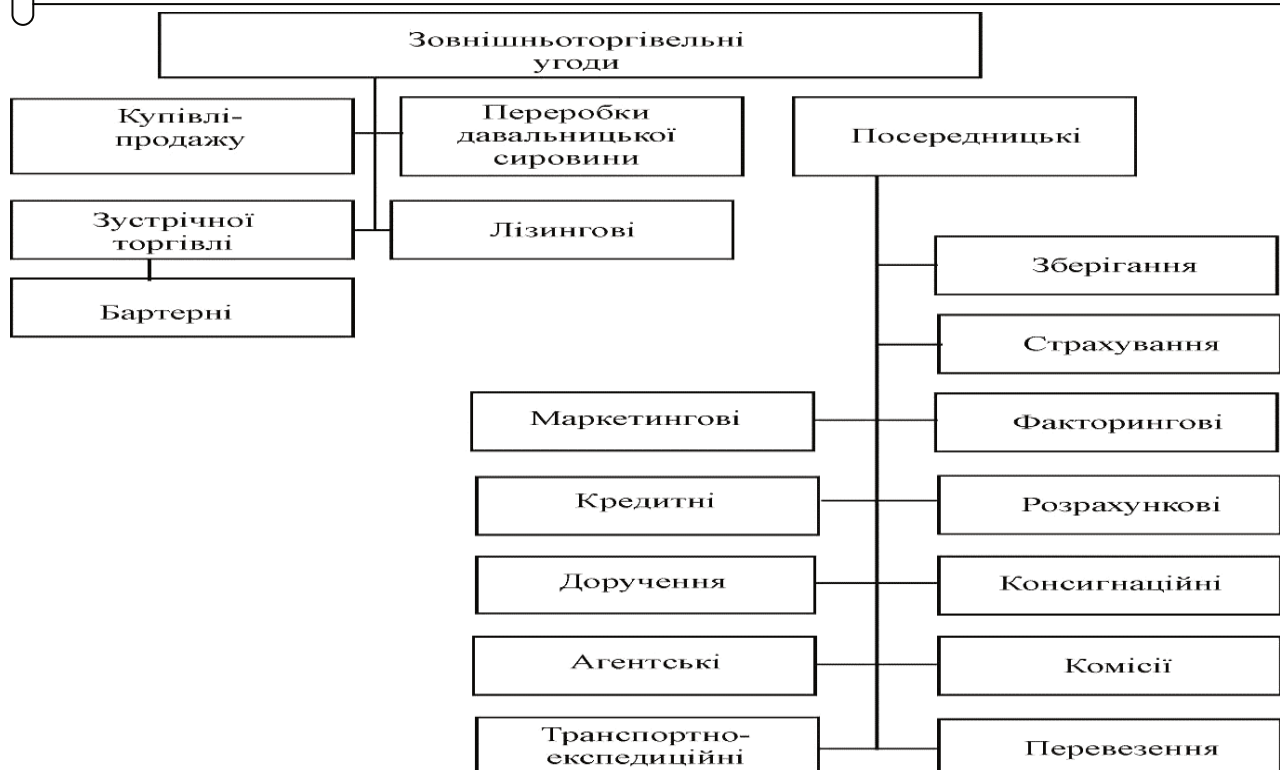 Зовнішньоторгівельні
угоди
Купівлі-
продажу
Переробки
давальницької
сировини
Посередницькі
Зустрічної
торгівлі
Лізингові
Бартерні
Зберігання
Страхування
Маркетингові
Факторингові
Кредитні
Розрахункові
Доручення
Консигнаційні
Агентські
Комісії
Транспортно-
експедиційні
Перевезення